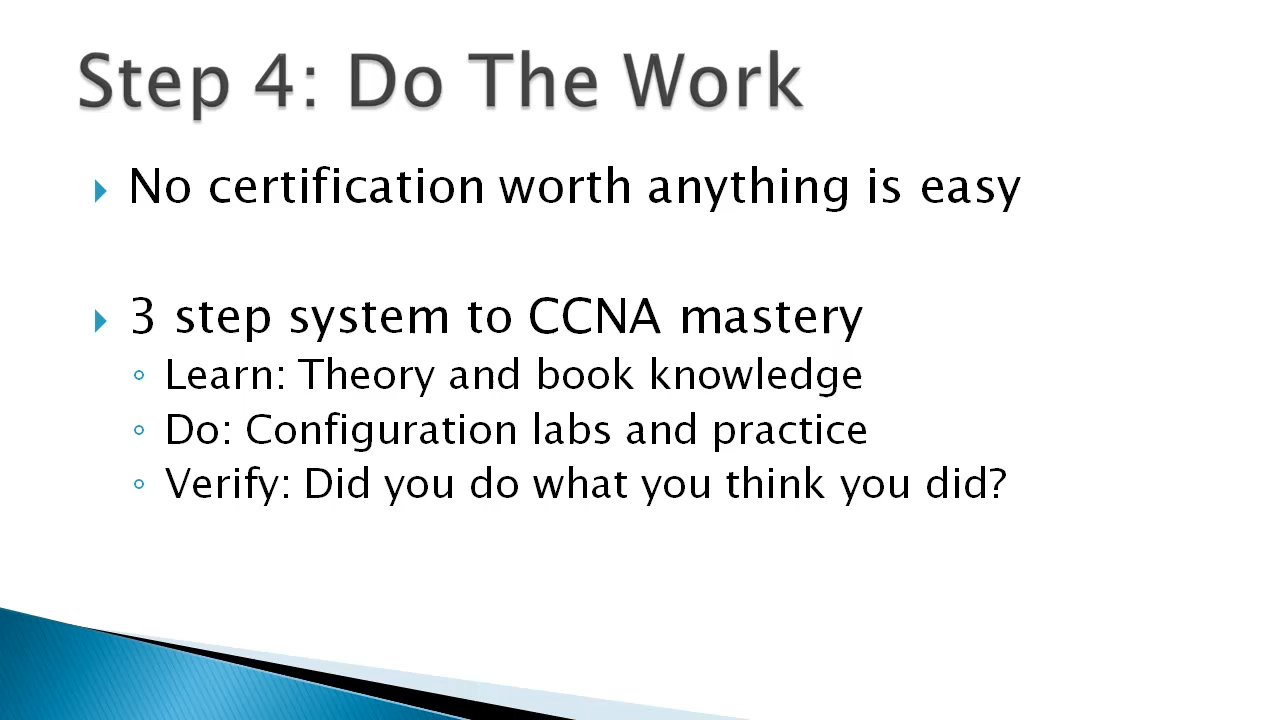 Step 4: Do The Work
No certification worth anything is easy
3 step system to CCNA mastery
Learn: Theory and book knowledge
Do: Configuration labs and practice
Verify: Did you do what you think you did?